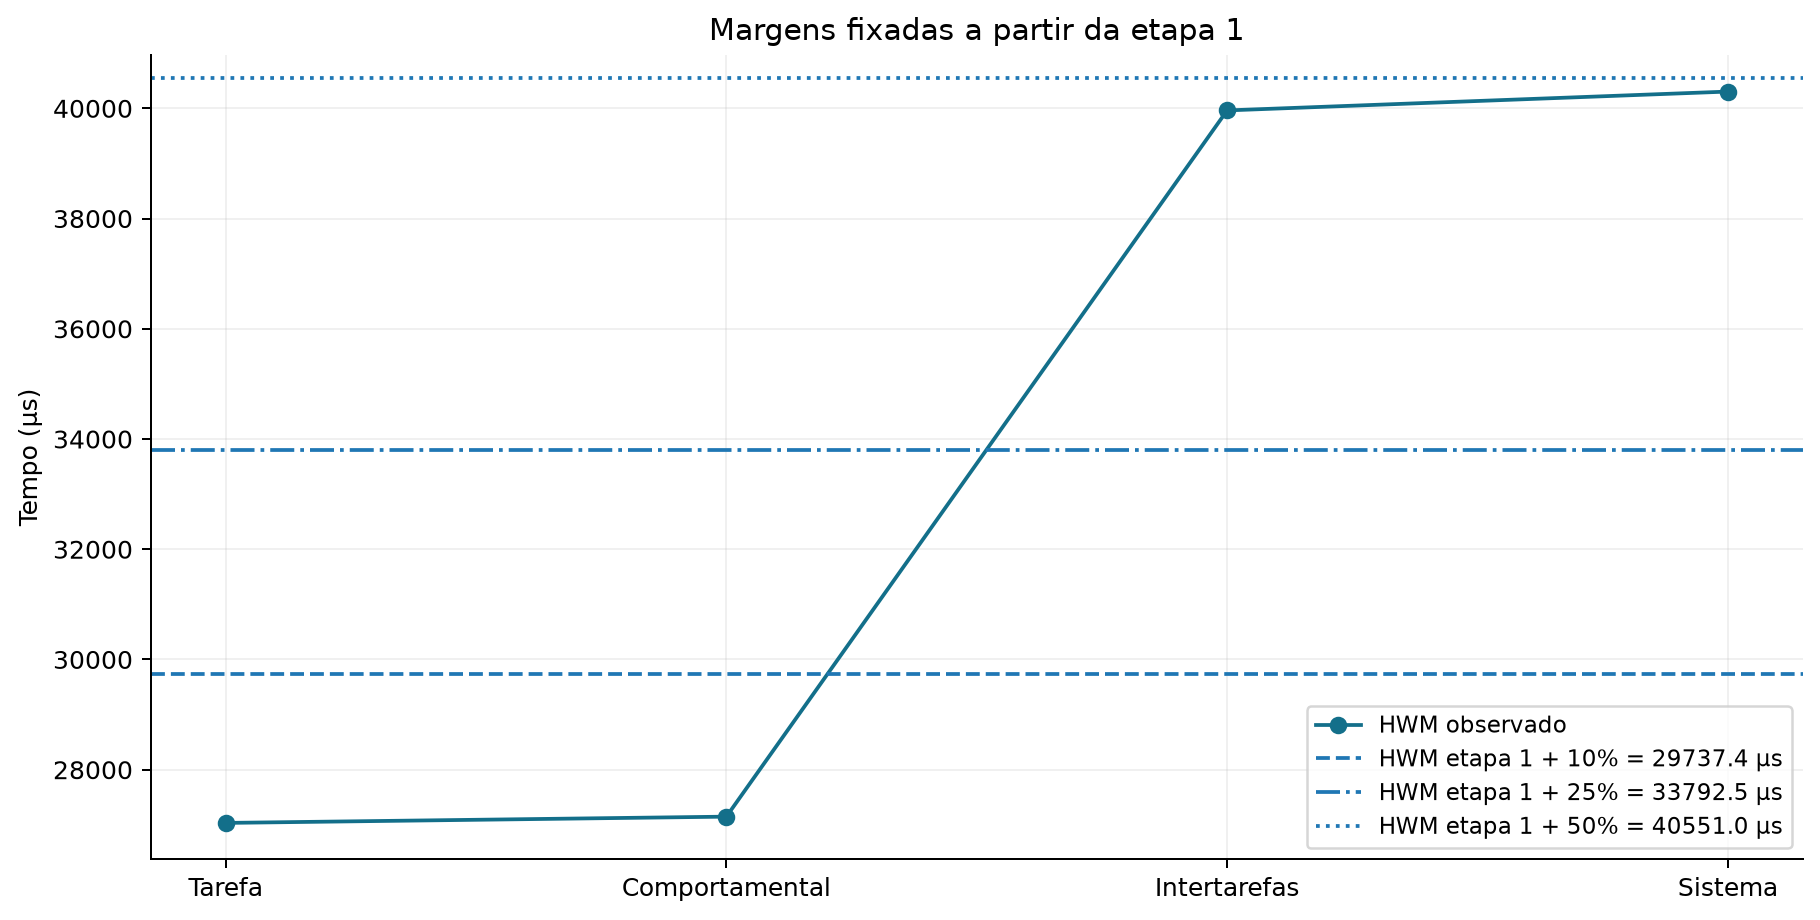 Margens fixadas a partir da etapa 1
Tempo (µs)
40000
38000
36000
34000
32000
30000
28000
HWM observado
HWM etapa 1 + 10% = 29737.4 µs
HWM etapa 1 + 25% = 33792.5 µs
HWM etapa 1 + 50% = 40551.0 µs
Tarefa
Comportamental
Intertarefas
Sistema